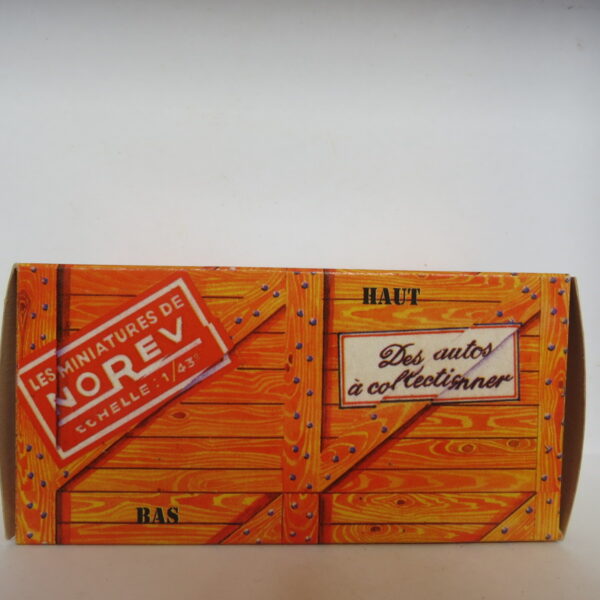 LES MINIATURES DE
NOREV
ECHELLE : 1/43e
HAUT
Des autos
à collectionner
BAS